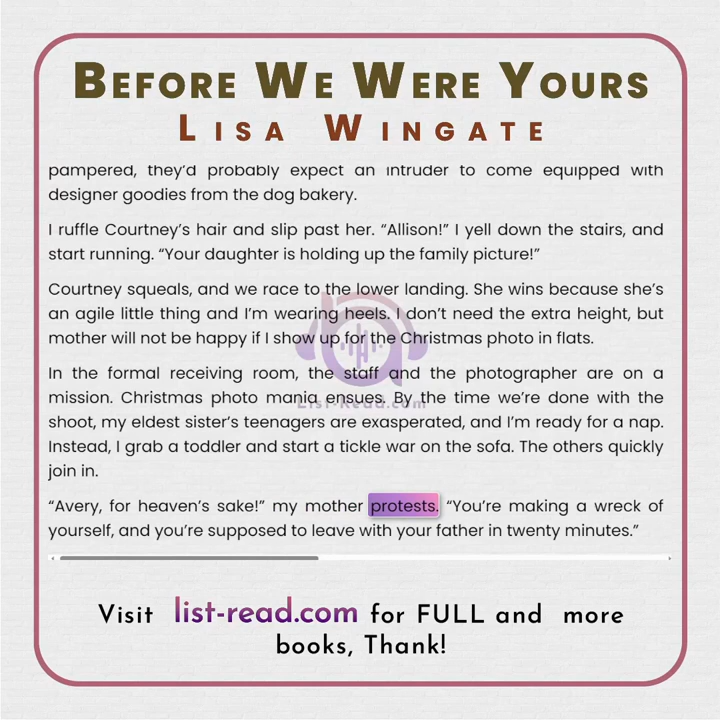 BEFORE WE WERE YOURS
LISA WINGATE
pampered, they'd probably expect an intruder to come equipped with
designer goodies from the dog bakery.
I ruffle Courtney's hair and slip past her. “Allison!” I yell down the stairs, and
start running. “Your daughter is holding up the family picture!”
Courtney squeals, and we race to the lower landing. She wins because she's
an agile little thing and I'm wearing heels. I don't need the extra height, but
mother will not be happy if I show up for the Christmas photo in flats.
In the formal receiving room, the staff and the photographer are on a
mission. Christmas photo mania ensues. By the time we're done with the
List-Read.com
shoot, my eldest sister's teenagers are exasperated, and I'm ready for a nap.
Instead, I grab a toddler and start a tickle war on the sofa. The others quickly
join in.
“Avery, for heaven's sake!” my mother protests. “You're making a wreck of
yourself, and you're supposed to leave with your father in twenty minutes.”
Visit list-read.com for FULL and more
books, Thank!